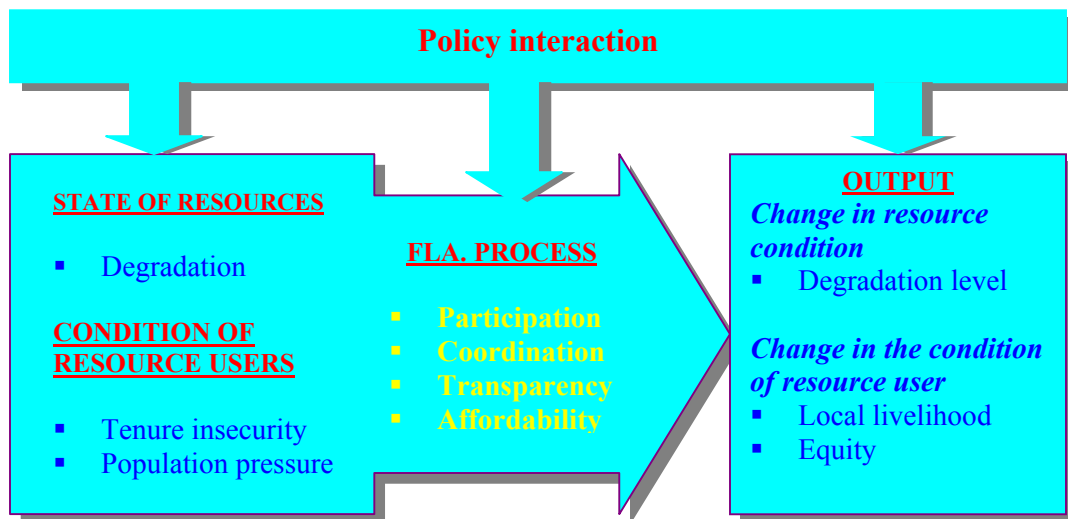 Policy interaction
STATE OF RESOURCES
▪ Degradation
CONDITION OF
RESOURCE USERS
▪ Tenure insecurity
▪ Population pressure
FLA. PROCESS
▪ Participation
▪ Coordination
▪ Transparency
▪ Affordability
OUTPUT
Change in resource
condition
▪ Degradation level
Change in the condition
of resource user
▪ Local livelihood
▪ Equity